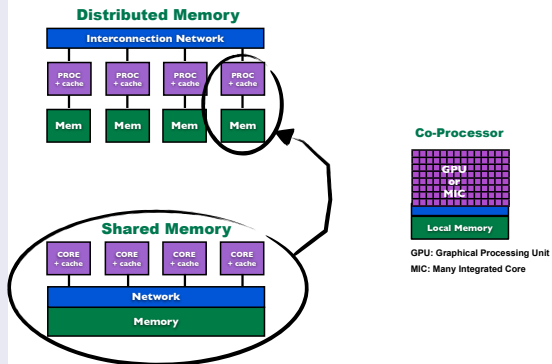 Distributed Memory
Interconnection Network
PROC PROC PROC PROC
+ cache + cache + cache + cache
Mem Mem Mem Mem
Shared Memory
CORE CORE CORE CORE
+ cache + cache + cache + cache
Network
Memory
Co-Processor
GPU
or
MIC
Local Memory
GPU: Graphical Processing Unit
MIC: Many Integrated Core